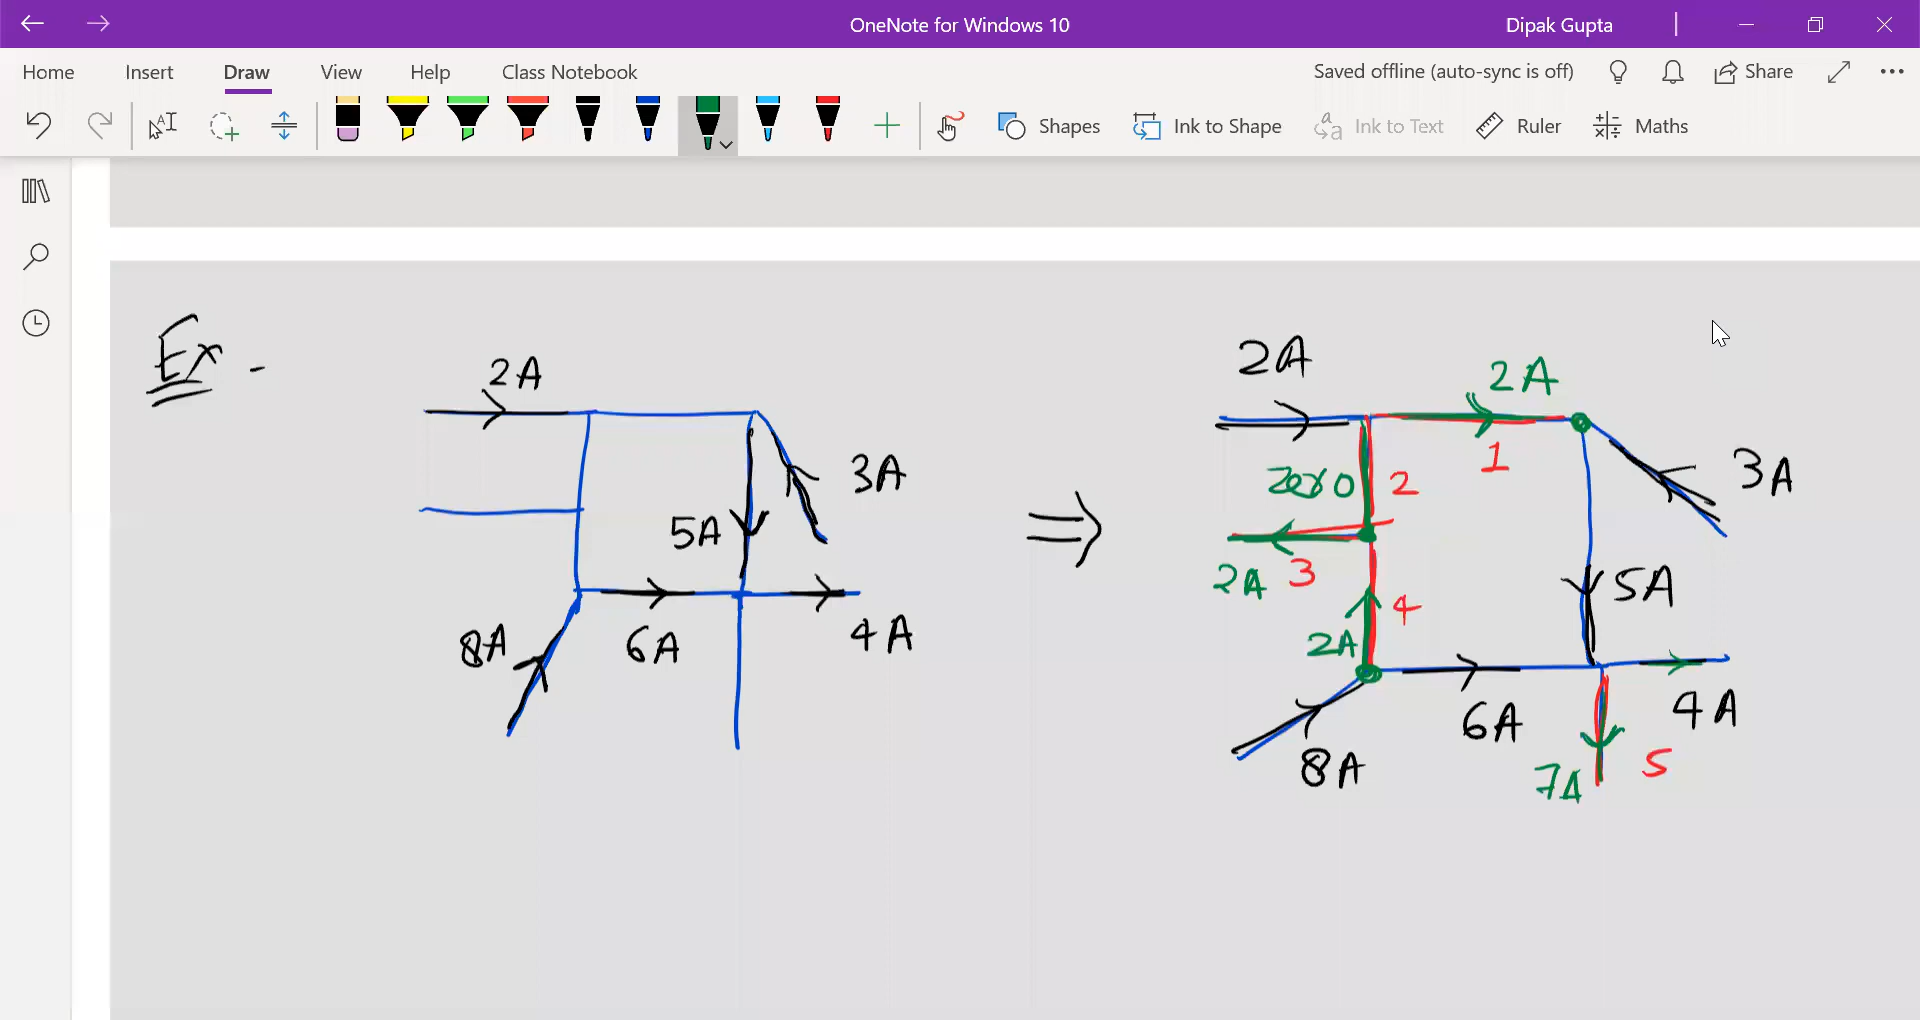 OneNote for Windows 10
Dipak Gupta
Home Insert Draw View Help Class Notebook
Saved offline (auto-sync is off) Share
Shapes Ink to Shape Ink to Text Ruler Maths
Ex -
2A
3A
5A
8A
6A
4A
2A
2A
1
3A
zero 2
2A 3
5A
4
2A
6A
4A
8A
7A 5